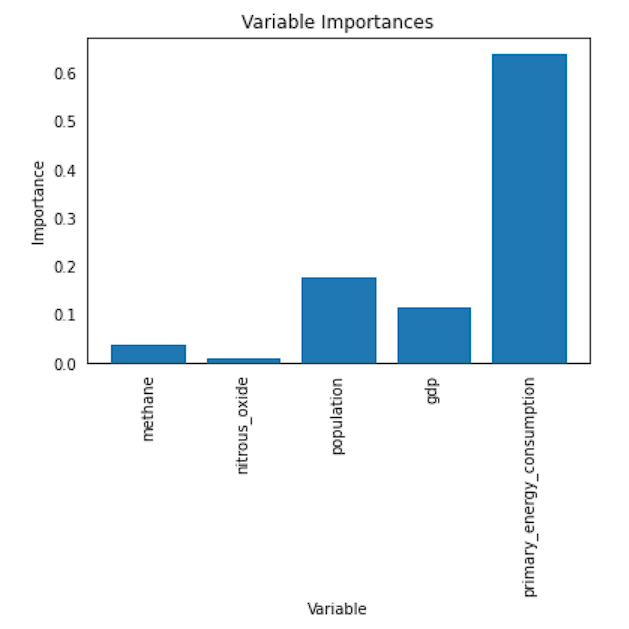 Variable Importances
Importance
0.6
0.5
0.4
0.3
0.2
0.1
0.0
methane
nitrous_oxide
population
gdp
primary_energy_consumption
Variable